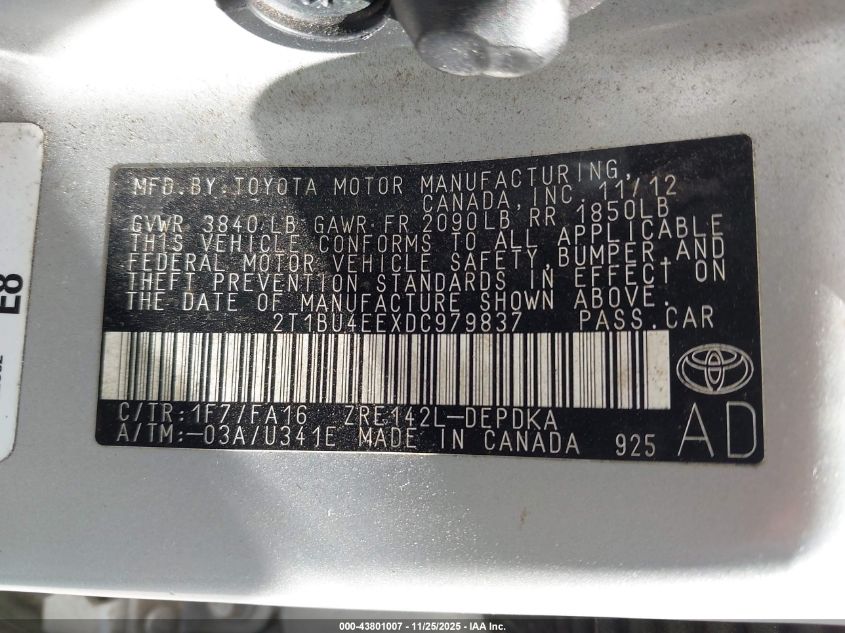 MFD. BY: TOYOTA MOTOR MANUFACTURING,
CANADA, INC. 11/12
GVWR 3840 LB GAWR FR 2090LB RR 1850LB
THIS VEHICLE CONFORMS TO ALL APPLICABLE
FEDERAL MOTOR VEHICLE SAFETY, BUMPER, AND
THEFT PREVENTION STANDARDS IN EFFECT ON
THE DATE OF MANUFACTURE SHOWN ABOVE.
2T1BU4EEXDC979837 PASS.CAR
C/TR: 1F7/FA16 ZRE142L-DEPDKA
A/TM: -03A/U341E MADE IN CANADA 925
AD
E8
000-43801007 - 11/25/2025 - IAA Inc.